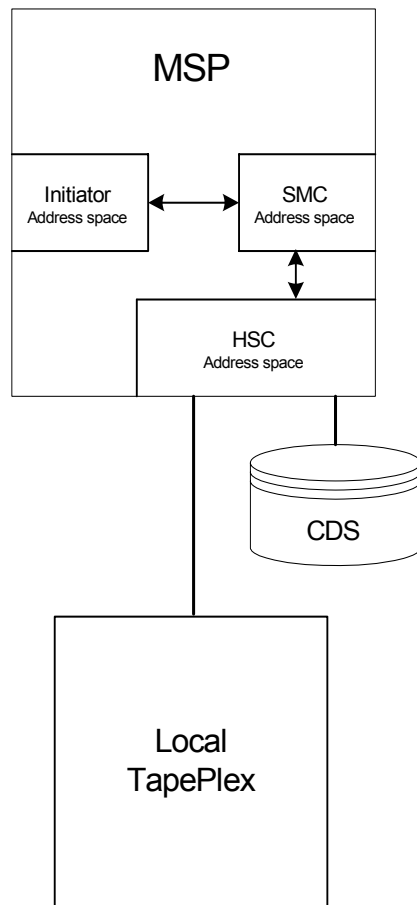 MSP
Initiator
Address space
SMC
Address space
HSC
Address space
CDS
Local
TapePlex